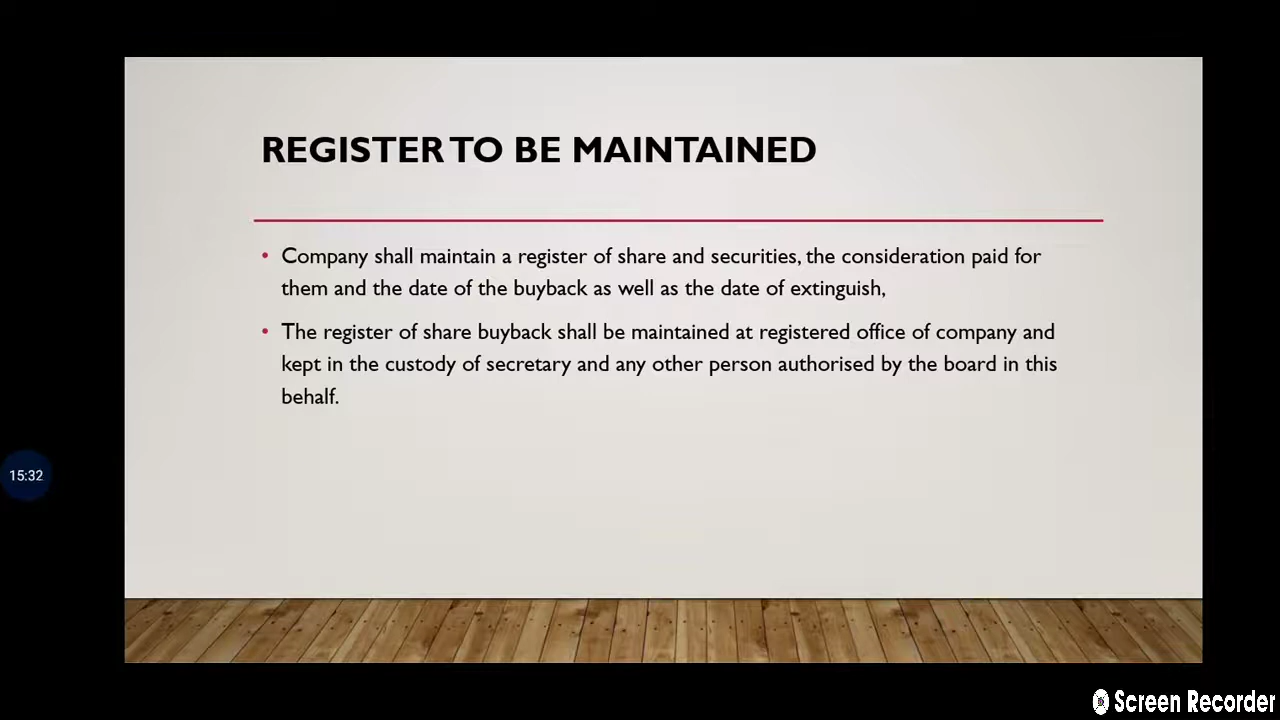 REGISTER TO BE MAINTAINED
• Company shall maintain a register of share and securities, the consideration paid for
them and the date of the buyback as well as the date of extinguish,
• The register of share buyback shall be maintained at registered office of company and
kept in the custody of secretary and any other person authorised by the board in this
behalf.
15:32
Screen Recorder